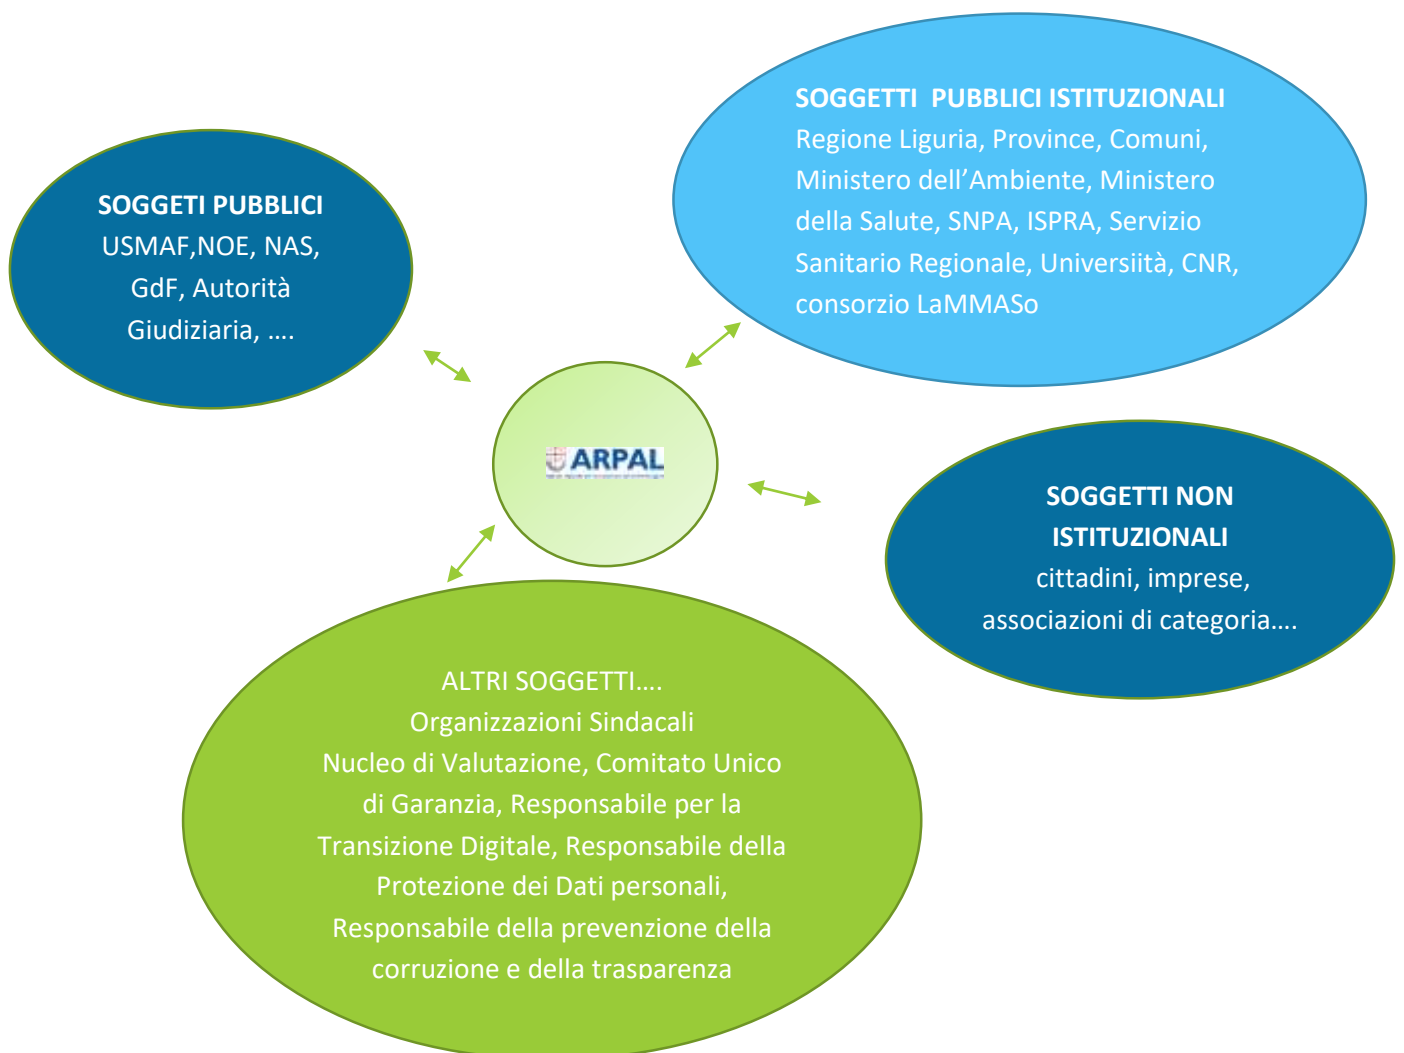 SOGGETI PUBBLICI
USMAF,NOE, NAS,
GdF, Autorità
Giudiziaria, ....
SOGGETTI PUBBLICI ISTITUZIONALI
Regione Liguria, Province, Comuni,
Ministero dell’Ambiente, Ministero
della Salute, SNPA, ISPRA, Servizio
Sanitario Regionale, Universiità, CNR,
consorzio LaMMASo
ARPAL
SOGGETTI NON
ISTITUZIONALI
cittadini, imprese,
associazioni di categoria....
ALTRI SOGGETTI....
Organizzazioni Sindacali
Nucleo di Valutazione, Comitato Unico
di Garanzia, Responsabile per la
Transizione Digitale, Responsabile della
Protezione dei Dati personali,
Responsabile della prevenzione della
corruzione e della trasparenza